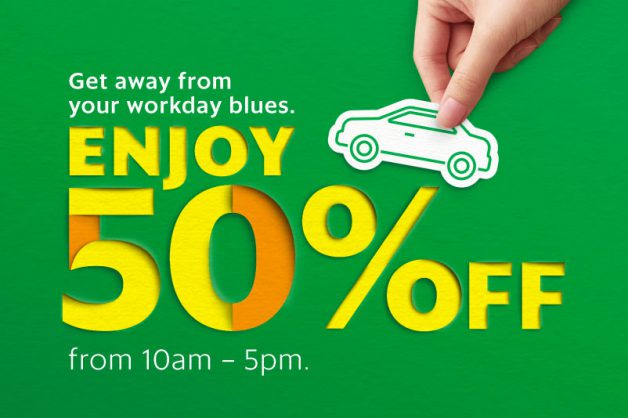 Get away from
your workday blues.
ENJOY
50%OFF
from 10am – 5pm.